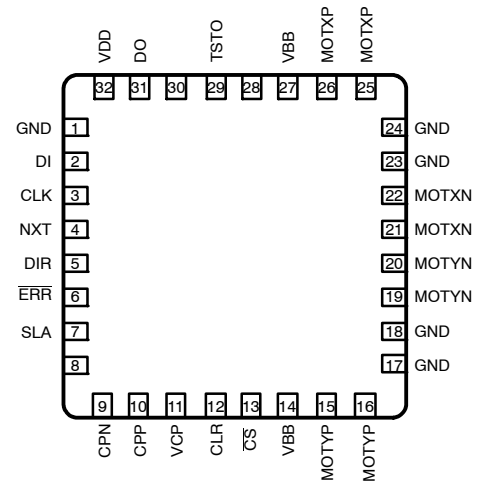 VDD DO TSTO VBB MOTXP MOTXP
32 31 30 29 28 27 26 25
GND 1 24 GND
DI 2 23 GND
CLK 3 22 MOTXN
NXT 4 21 MOTXN
DIR 5 20 MOTYN
E̅R̅R̅ 6 19 MOTYN
SLA 7 18 GND
8 17 GND
9 10 11 12 13 14 15 16
CPN CPP VCP CLR C̅S̅ VBB MOTYP MOTYP